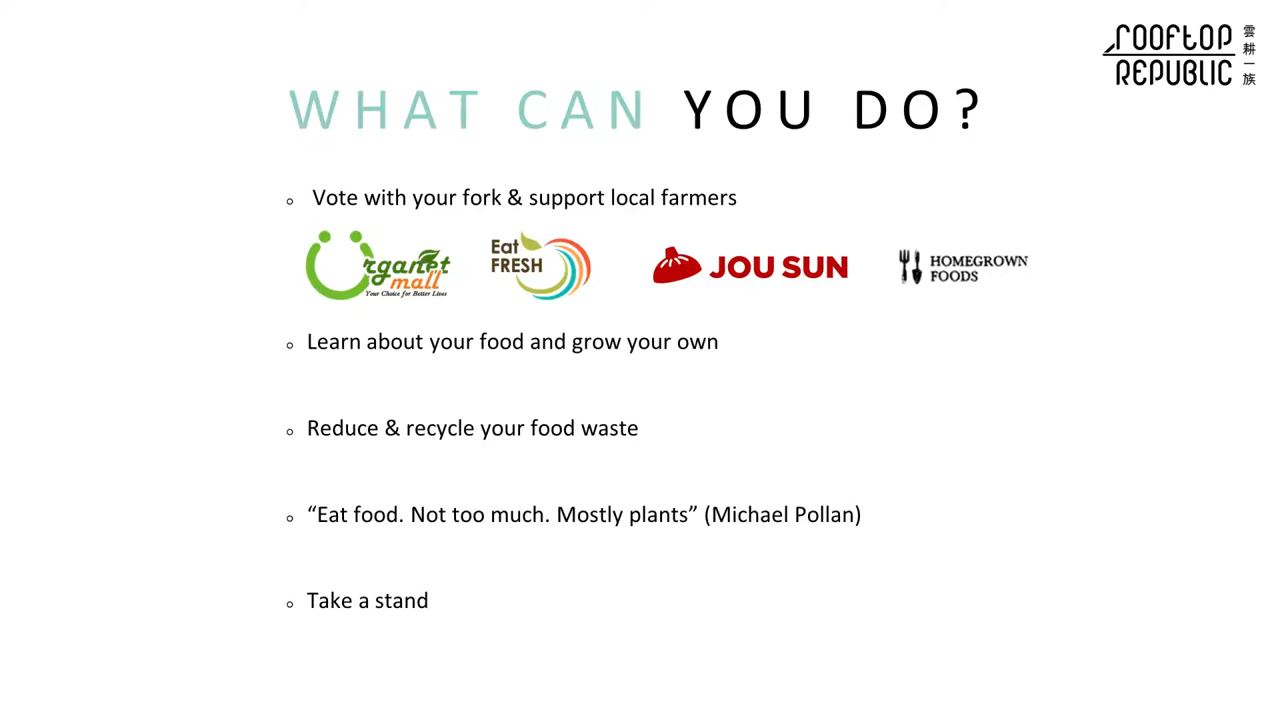 rooftop
REPUBLIC
雲耕一族
WHAT CAN YOU DO?
Vote with your fork & support local farmers
Organet
mall
Your Choice for Better Lives
Eat
FRESH
JOU SUN
HOMEGROWN
FOODS
Learn about your food and grow your own
Reduce & recycle your food waste
“Eat food. Not too much. Mostly plants” (Michael Pollan)
Take a stand